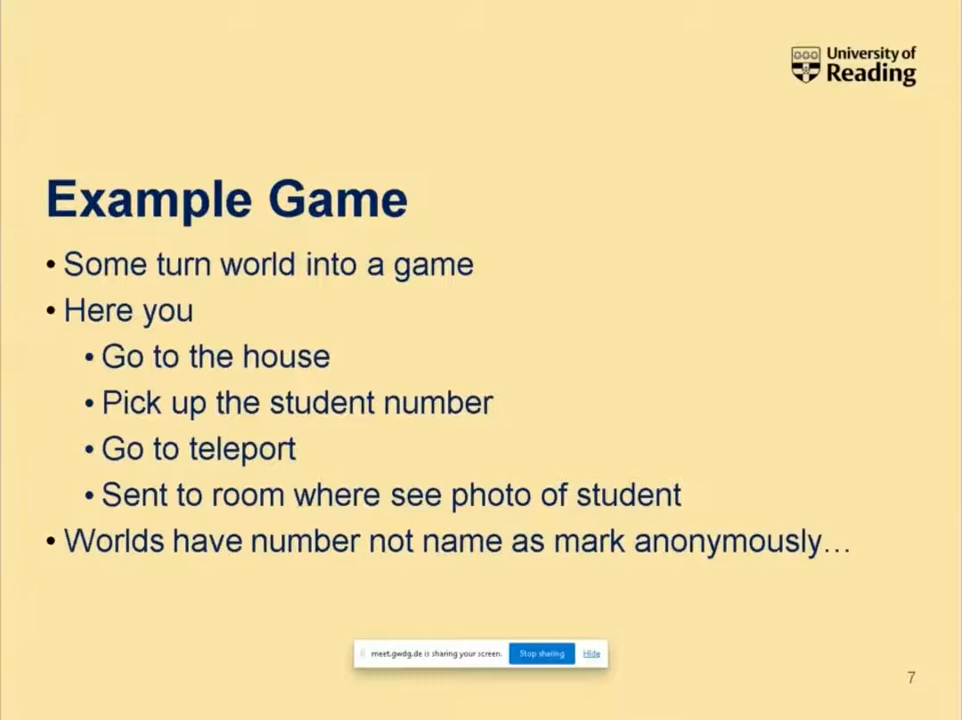 University of
Reading
Example Game
• Some turn world into a game
• Here you
• Go to the house
• Pick up the student number
• Go to teleport
• Sent to room where see photo of student
• Worlds have number not name as mark anonymously…
meet.gwdg.de is sharing your screen. Stop sharing Hide
7